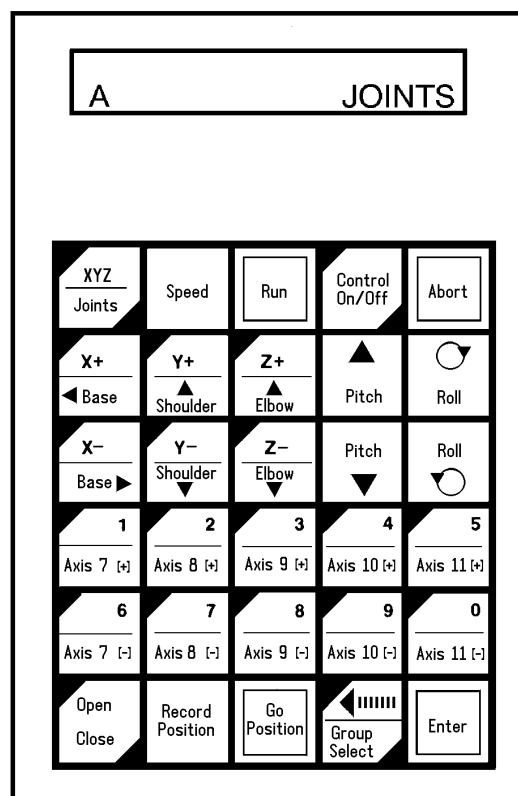 A JOINTS
XYZ
Joints
Speed
Run
Control
On/Off
Abort
X+
Base
Y+
Shoulder
Z+
Elbow
Pitch
Roll
X−
Base
Y−
Shoulder
Z−
Elbow
Pitch
Roll
1
Axis 7 [+]
2
Axis 8 [+]
3
Axis 9 [+]
4
Axis 10 [+]
5
Axis 11 [+]
6
Axis 7 [-]
7
Axis 8 [-]
8
Axis 9 [-]
9
Axis 10 [-]
0
Axis 11 [-]
Open
Close
Record
Position
Go
Position
Group
Select
Enter